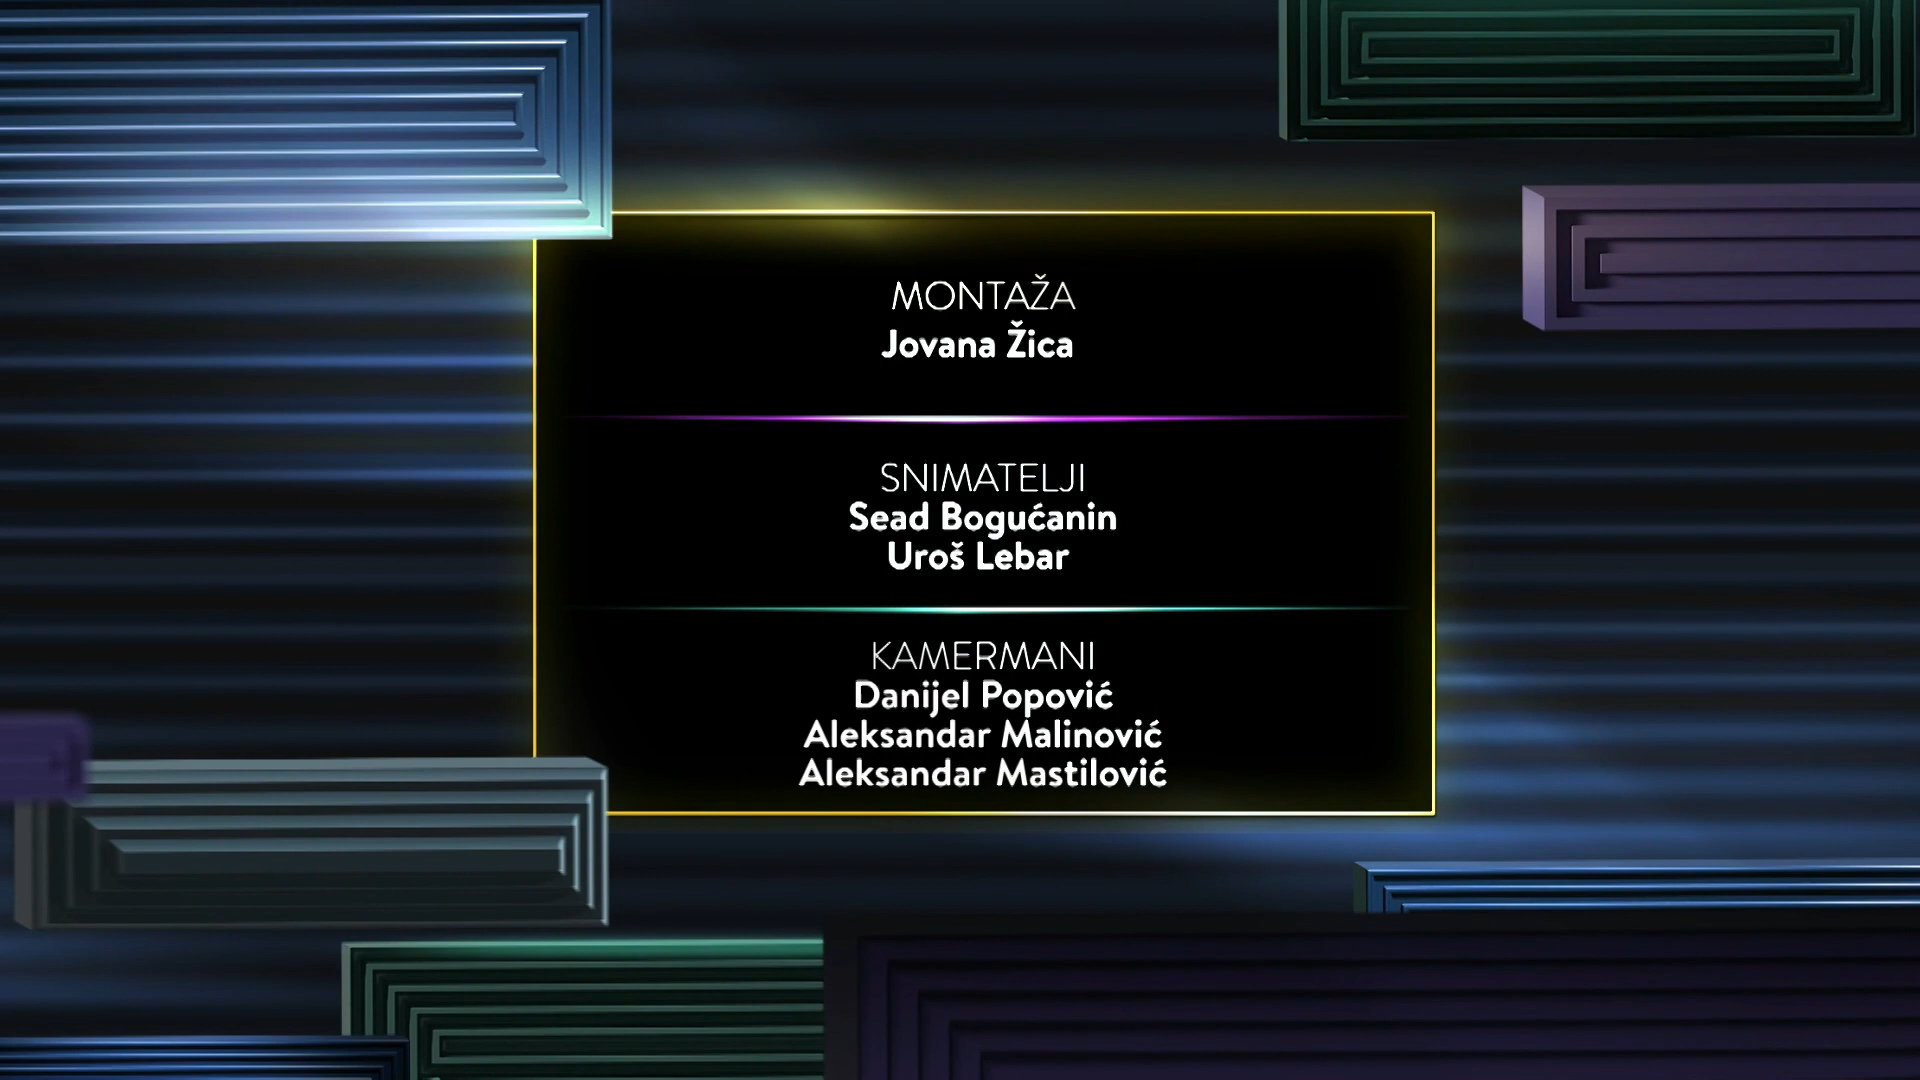 MONTAŽA
Jovana Žica
SNIMATELJI
Sead Bogućanin
Uroš Lebar
KAMERMANI
Danijel Popović
Aleksandar Malinović
Aleksandar Mastilović